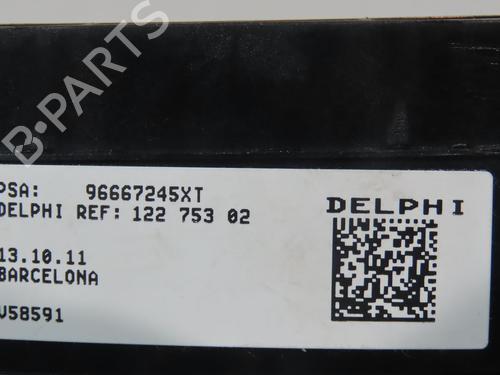 B-PARTS
PSA: 96667245XT
DELPHI REF: 122 753 02
DELPHI
13.10.11
BARCELONA
V58591